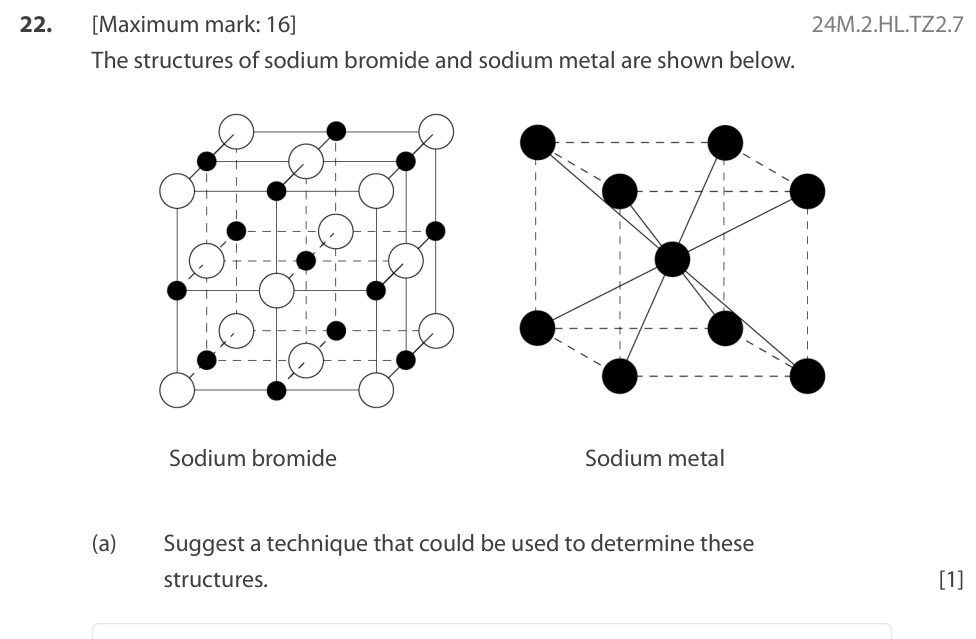 22. [Maximum mark: 16] 24M.2.HL.TZ2.7
The structures of sodium bromide and sodium metal are shown below.
Sodium bromide Sodium metal
(a) Suggest a technique that could be used to determine these
structures. [1]